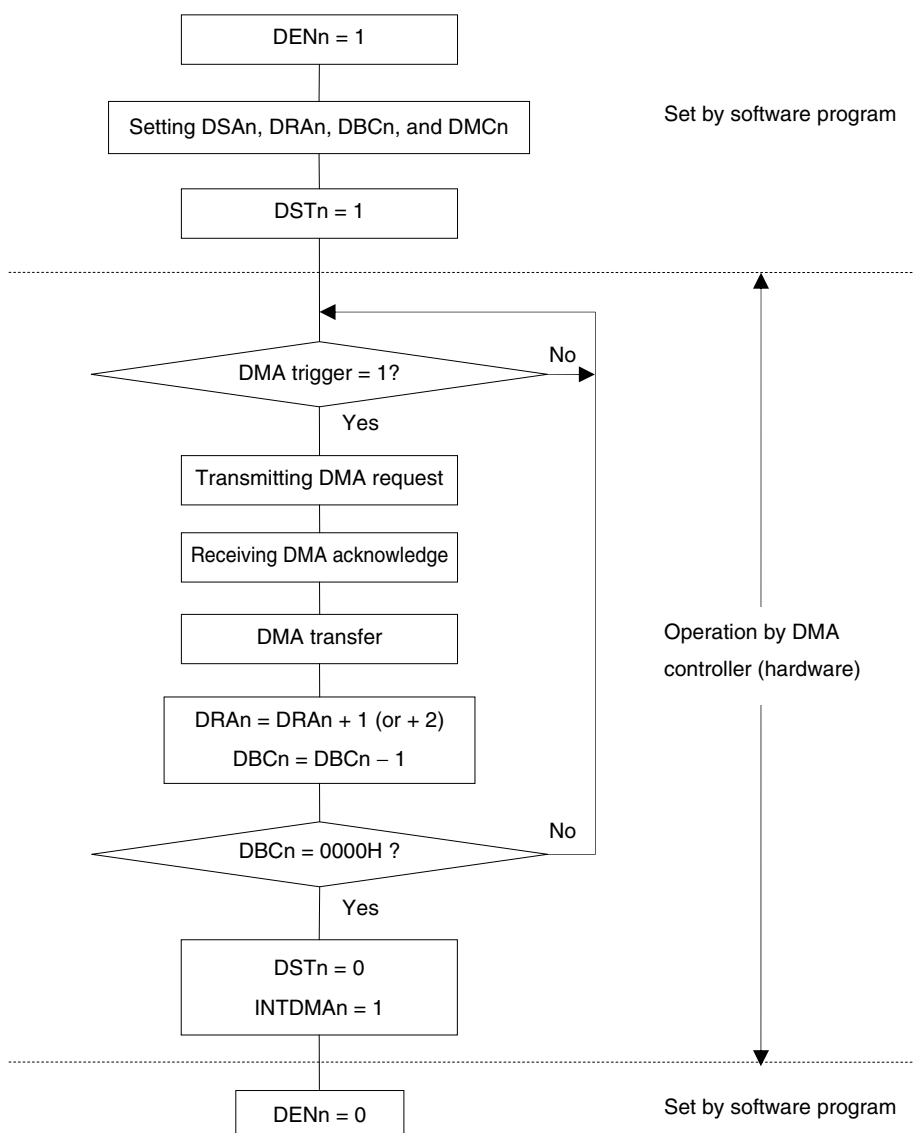 DENn = 1
Setting DSAn, DRAn, DBCn, and DMCn
Set by software program
DSTn = 1
DMA trigger = 1?
No
Yes
Transmitting DMA request
Receiving DMA acknowledge
DMA transfer
Operation by DMA
controller (hardware)
DRAn = DRAn + 1 (or + 2)
DBCn = DBCn − 1
DBCn = 0000H ?
No
Yes
DSTn = 0
INTDMAn = 1
DENn = 0
Set by software program